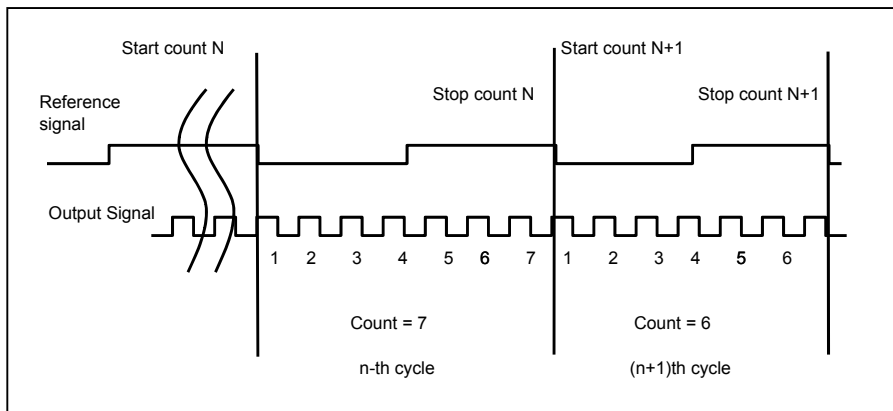 Start count N
Start count N+1
Stop count N
Stop count N+1
Reference
signal
Output Signal
1 2 3 4 5 6 7 1 2 3 4 5 6
Count = 7
Count = 6
n-th cycle
(n+1)th cycle